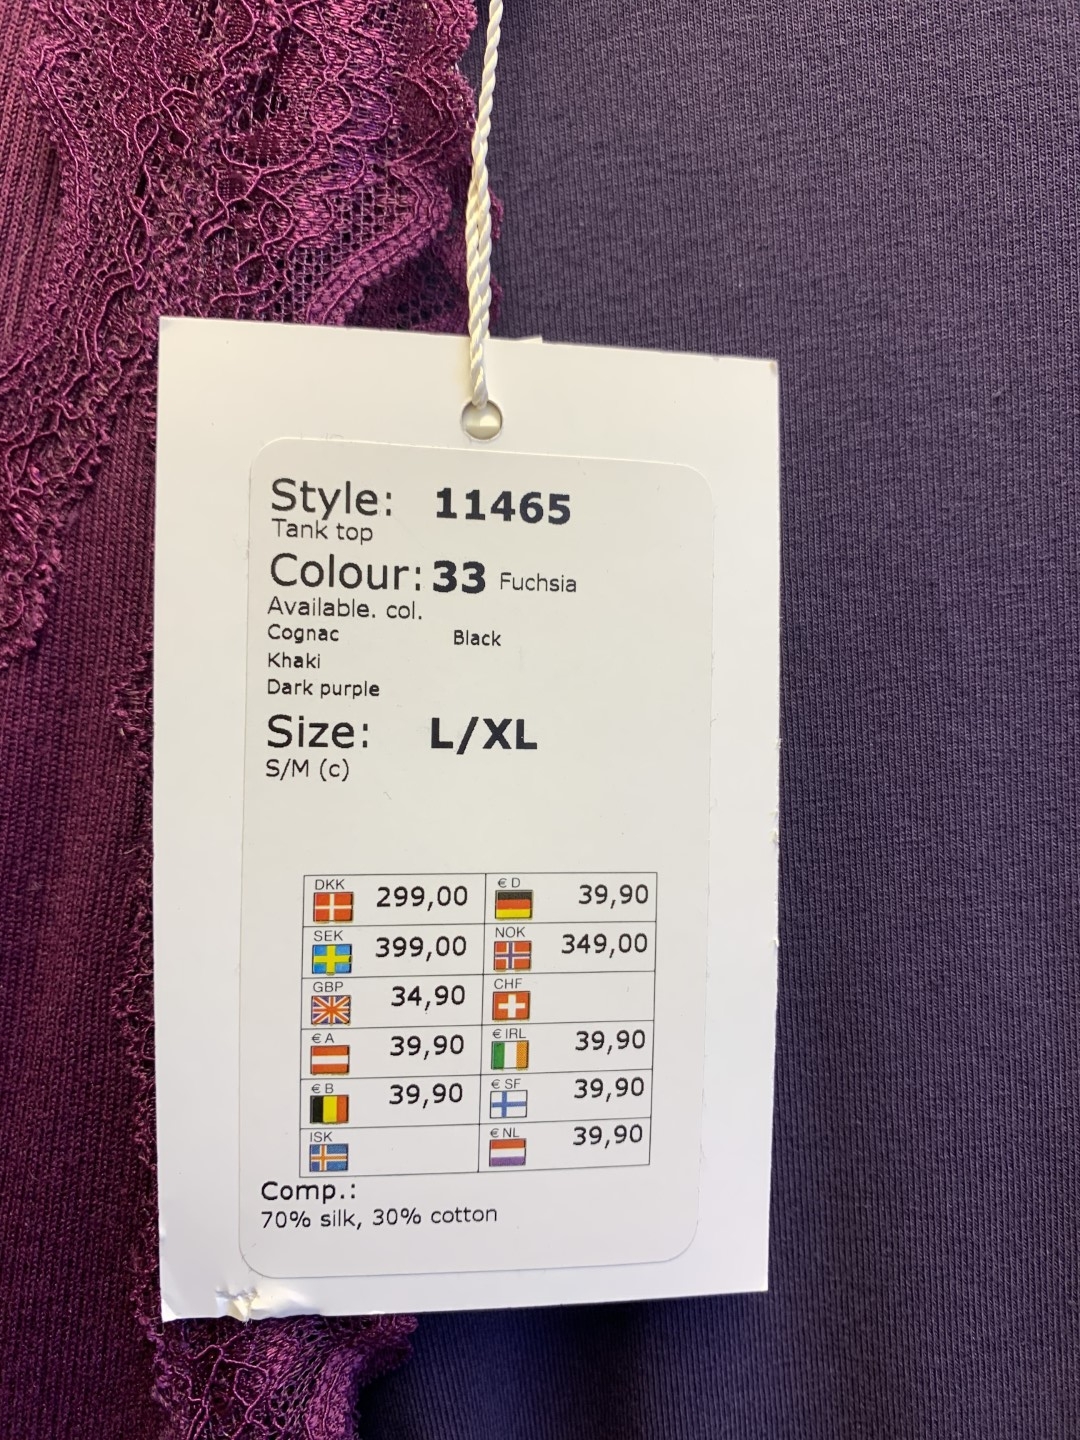 Style: 11465
Tank top
Colour: 33 Fuchsia
Available. col.
Cognac Black
Khaki
Dark purple
Size: L/XL
S/M (c)
DKK 299,00 € D 39,90
SEK 399,00 NOK 349,00
GBP 34,90 CHF
€ A 39,90 € IRL 39,90
€ B 39,90 € SF 39,90
ISK € NL 39,90
Comp.:
70% silk, 30% cotton